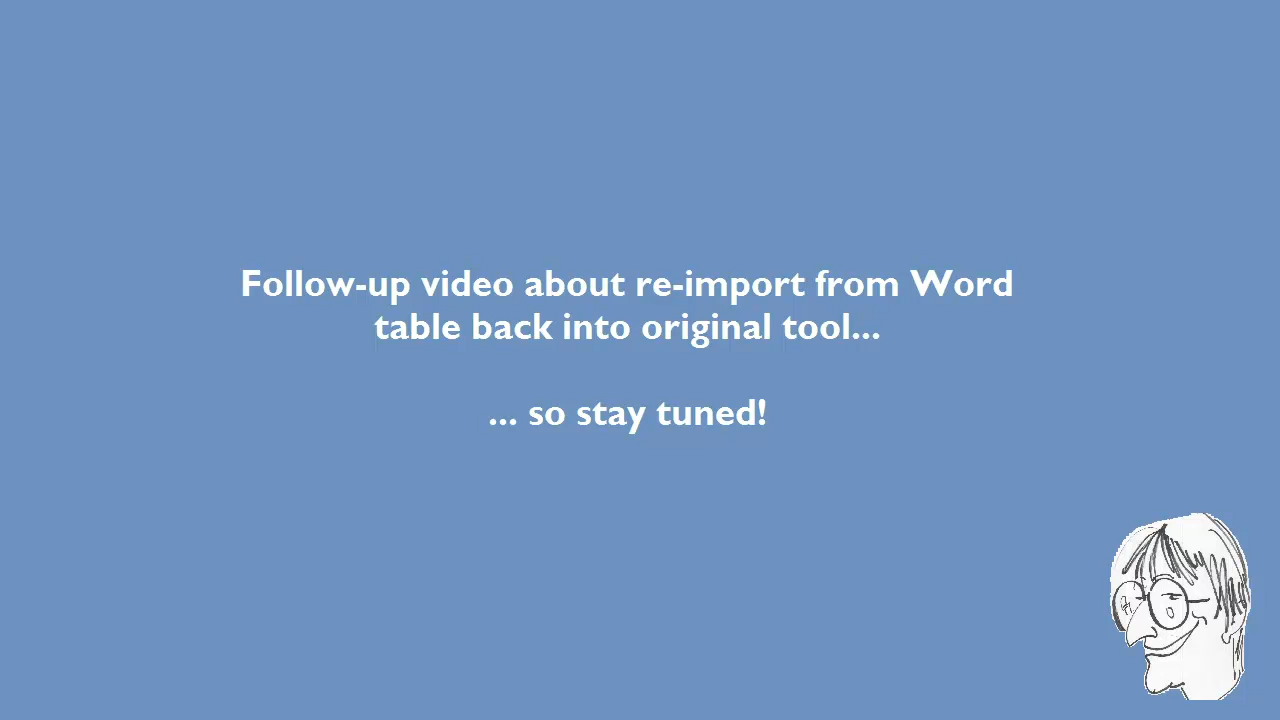 Follow-up video about re-import from Word
table back into original tool...
... so stay tuned!